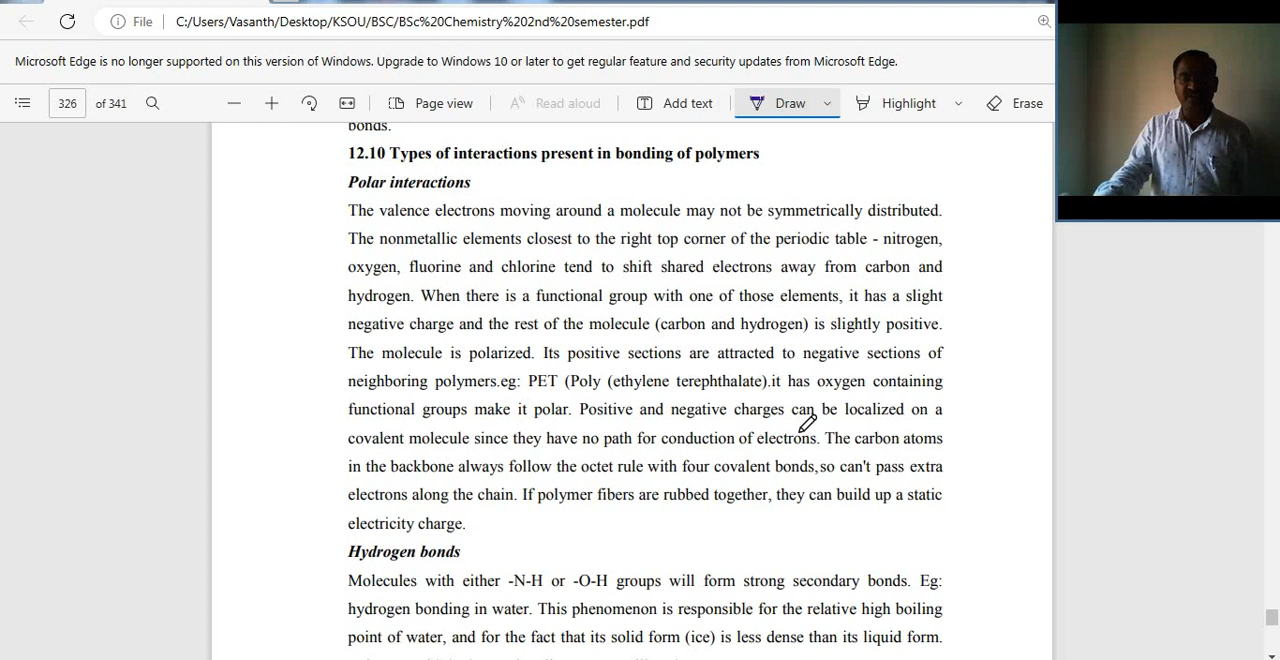 File C:/Users/Vasanth/Desktop/KSOU/BSC/BSc%20Chemistry%202nd%20semester.pdf
Microsoft Edge is no longer supported on this version of Windows. Upgrade to Windows 10 or later to get regular feature and security updates from Microsoft Edge.
326 of 341 Page view Read aloud Add text Draw Highlight Erase
bonds.
12.10 Types of interactions present in bonding of polymers
Polar interactions
The valence electrons moving around a molecule may not be symmetrically distributed.
The nonmetallic elements closest to the right top corner of the periodic table - nitrogen,
oxygen, fluorine and chlorine tend to shift shared electrons away from carbon and
hydrogen. When there is a functional group with one of those elements, it has a slight
negative charge and the rest of the molecule (carbon and hydrogen) is slightly positive.
The molecule is polarized. Its positive sections are attracted to negative sections of
neighboring polymers.eg: PET (Poly (ethylene terephthalate).it has oxygen containing
functional groups make it polar. Positive and negative charges can be localized on a
covalent molecule since they have no path for conduction of electrons. The carbon atoms
in the backbone always follow the octet rule with four covalent bonds,so can't pass extra
electrons along the chain. If polymer fibers are rubbed together, they can build up a static
electricity charge.
Hydrogen bonds
Molecules with either -N-H or -O-H groups will form strong secondary bonds. Eg:
hydrogen bonding in water. This phenomenon is responsible for the relative high boiling
point of water, and for the fact that its solid form (ice) is less dense than its liquid form.